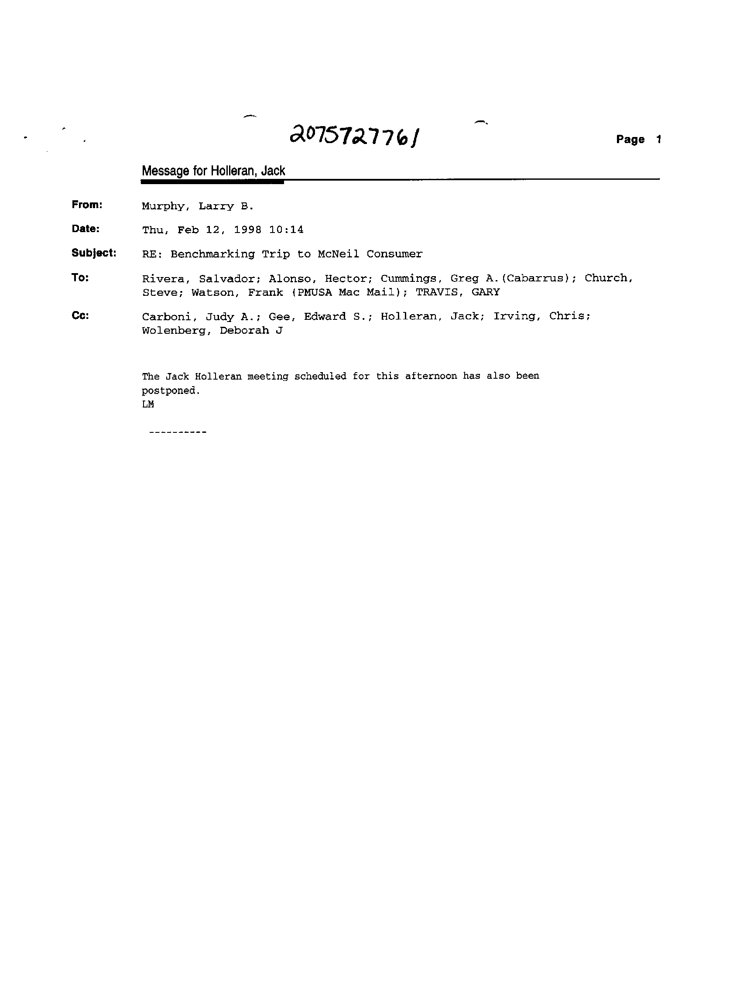 2075727761
Page 1
Message for Holleran, Jack
From: Murphy, Larry B.
Date: Thu, Feb 12, 1998 10:14
Subject: RE: Benchmarking Trip to McNeil Consumer
To: Rivera, Salvador; Alonso, Hector; Cummings, Greg A.(Cabarrus); Church,
Steve; Watson, Frank (PMUSA Mac Mail); TRAVIS, GARY
Cc: Carboni, Judy A.; Gee, Edward S.; Holleran, Jack; Irving, Chris;
Wolenberg, Deborah J
The Jack Holleran meeting scheduled for this afternoon has also been
postponed.
LM
----------